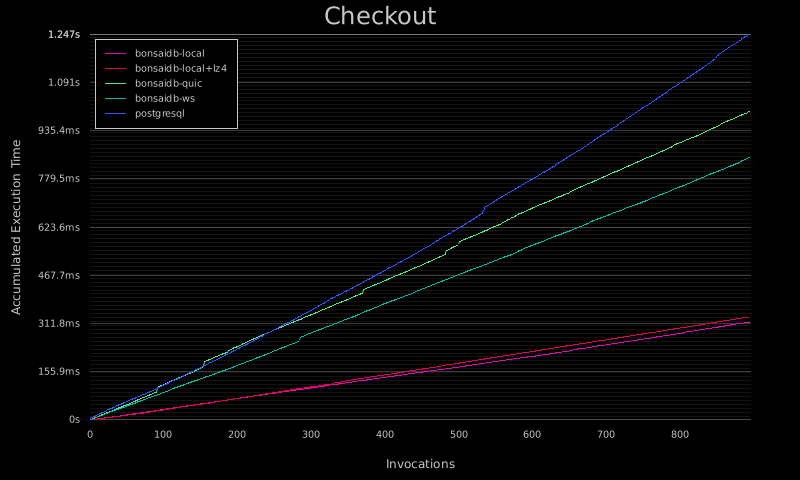 Checkout
1.247s
1.091s
935.4ms
779.5ms
623.6ms
467.7ms
311.8ms
155.9ms
0s
Accumulated Execution Time
bonsaidb-local
bonsaidb-local+lz4
bonsaidb-quic
bonsaidb-ws
postgresql
0 100 200 300 400 500 600 700 800
Invocations